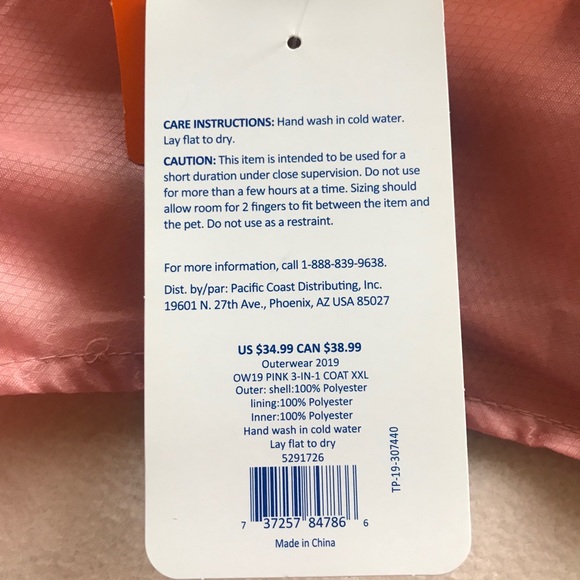 CARE INSTRUCTIONS: Hand wash in cold water.
Lay flat to dry.
CAUTION: This item is intended to be used for a
short duration under close supervision. Do not use
for more than a few hours at a time. Sizing should
allow room for 2 fingers to fit between the item and
the pet. Do not use as a restraint.
For more information, call 1-888-839-9638.
Dist. by/par: Pacific Coast Distributing, Inc.
19601 N. 27th Ave., Phoenix, AZ USA 85027
US $34.99 CAN $38.99
Outerwear 2019
OW19 PINK 3-IN-1 COAT XXL
Outer: shell:100% Polyester
lining:100% Polyester
Inner:100% Polyester
Hand wash in cold water
Lay flat to dry
5291726
7 37257 84786 6
Made in China
TP-19-307440